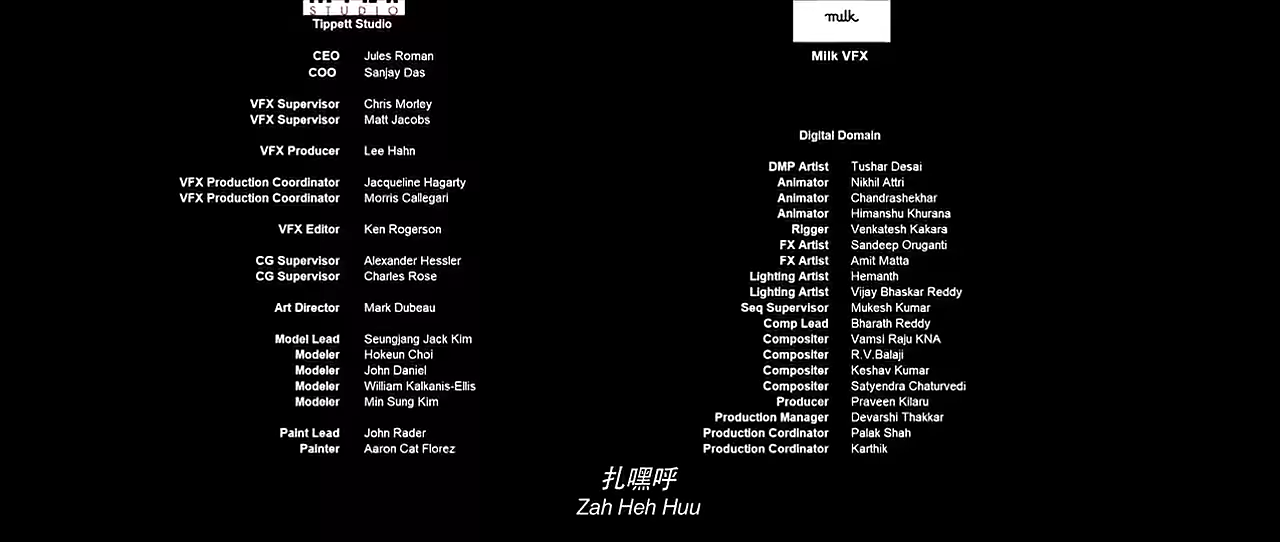 STUDIO
Tippett Studio
CEO Jules Roman
COO Sanjay Das
VFX Supervisor Chris Morley
VFX Supervisor Matt Jacobs
VFX Producer Lee Hahn
VFX Production Coordinator Jacqueline Hagarty
VFX Production Coordinator Morris Callegari
VFX Editor Ken Rogerson
CG Supervisor Alexander Hessler
CG Supervisor Charles Rose
Art Director Mark Dubeau
Model Lead Seungjang Jack Kim
Modeler Hokeun Choi
Modeler John Daniel
Modeler William Kalkanis-Ellis
Modeler Min Sung Kim
Paint Lead John Rader
Painter Aaron Cat Florez
milk
Milk VFX
Digital Domain
DMP Artist Tushar Desai
Animator Nikhil Attri
Animator Chandrashekhar
Animator Himanshu Khurana
Rigger Venkatesh Kakara
FX Artist Sandeep Oruganti
FX Artist Amit Matta
Lighting Artist Hemanth
Lighting Artist Vijay Bhaskar Reddy
Seq Supervisor Mukesh Kumar
Comp Lead Bharath Reddy
Compositer Vamsi Raju KNA
Compositer R.V.Balaji
Compositer Keshav Kumar
Compositer Satyendra Chaturvedi
Producer Praveen Kilaru
Production Manager Devarshi Thakkar
Production Cordinator Palak Shah
Production Cordinator Karthik
扎嘿呼
Zah Heh Huu